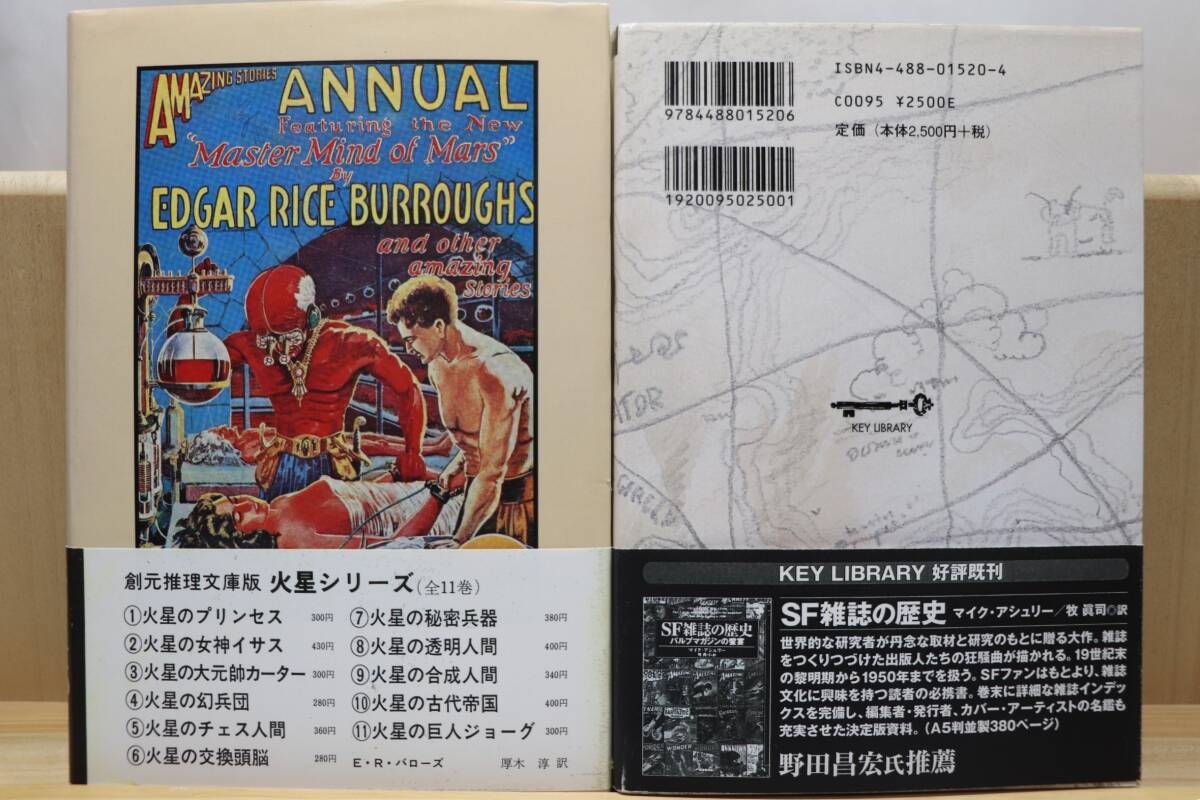 AMAZING STORIES
ANNUAL
Featuring the New
"Master Mind of Mars"
By
EDGAR RICE BURROUGHS
and other
amazing
Stories
創元推理文庫版 火星シリーズ(全11巻)
①火星のプリンセス 300円
②火星の女神イサス 430円
③火星の大元帥カーター 300円
④火星の幻兵団 280円
⑤火星のチェス人間 360円
⑥火星の交換頭脳 280円
⑦火星の秘密兵器 380円
⑧火星の透明人間 400円
⑨火星の合成人間 340円
⑩火星の古代帝国 400円
⑪火星の巨人ジョーグ 300円
E・R・バローズ 厚木 淳 訳
9784488015206
1920095025001
ISBN4-488-01520-4
C0095 ¥2500E
定価(本体2,500円+税)
KEY LIBRARY
KEY LIBRARY 好評既刊
SF雑誌の歴史
パルプマガジンの饗宴
マイク・アシュリー
SF雑誌の歴史 マイク・アシュリー/牧 眞司◎訳
世界的な研究者が丹念な取材と研究のもとに贈る大作。雑誌
をつくりつづけた出版人たちの狂騒曲が描かれる。19世紀末
の黎明期から1950年までを扱う。SFファンはもとより、雑誌
文化に興味を持つ読者の必携書。巻末に詳細な雑誌インデッ
クスを完備し、編集者・発行者、カバー・アーティストの名鑑も
充実させた決定版資料。(A5判並製380ページ)
野田昌宏氏推薦